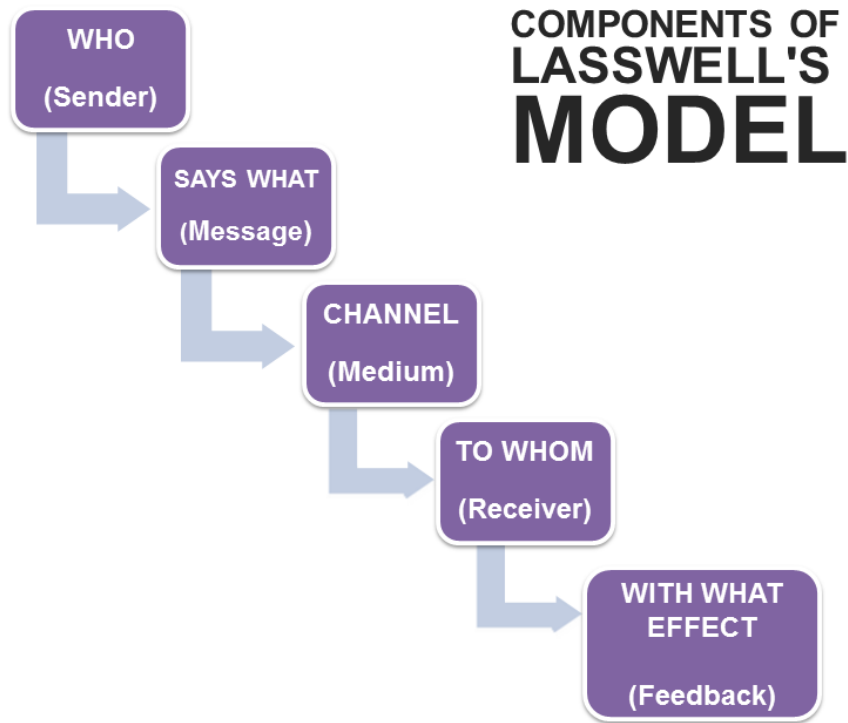 COMPONENTS OF
LASSWELL'S
MODEL
WHO
(Sender)
SAYS WHAT
(Message)
CHANNEL
(Medium)
TO WHOM
(Receiver)
WITH WHAT
EFFECT
(Feedback)